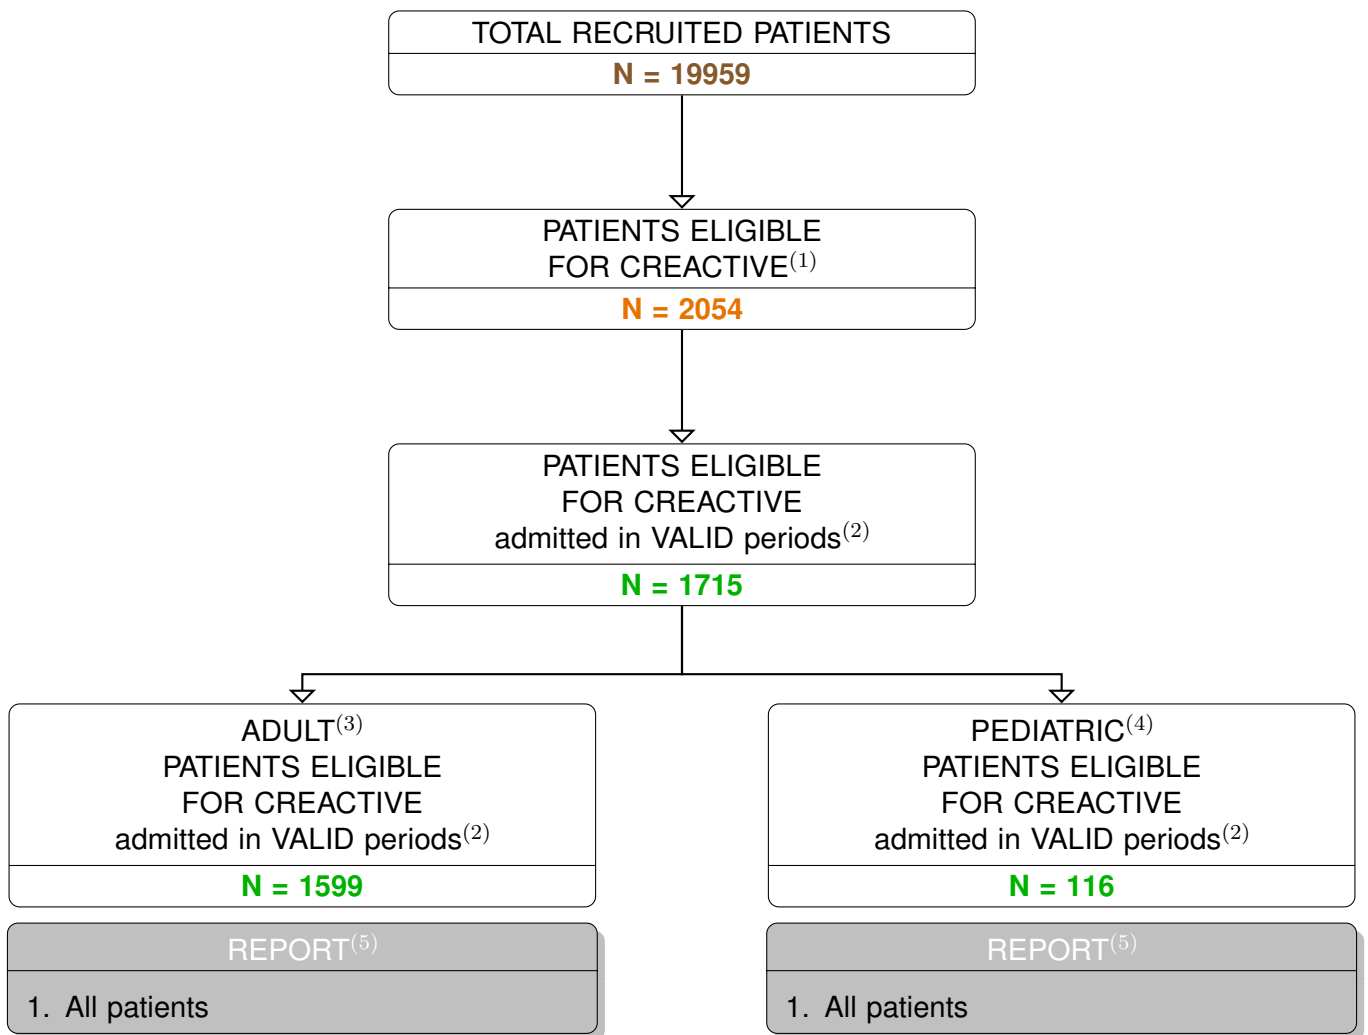 TOTAL RECRUITED PATIENTS
N = 19959
PATIENTS ELIGIBLE
FOR CREACTIVE(1)
N = 2054
PATIENTS ELIGIBLE
FOR CREACTIVE
admitted in VALID periods(2)
N = 1715
ADULT(3)
PATIENTS ELIGIBLE
FOR CREACTIVE
admitted in VALID periods(2)
N = 1599
REPORT(5)
1. All patients
PEDIATRIC(4)
PATIENTS ELIGIBLE
FOR CREACTIVE
admitted in VALID periods(2)
N = 116
REPORT(5)
1. All patients